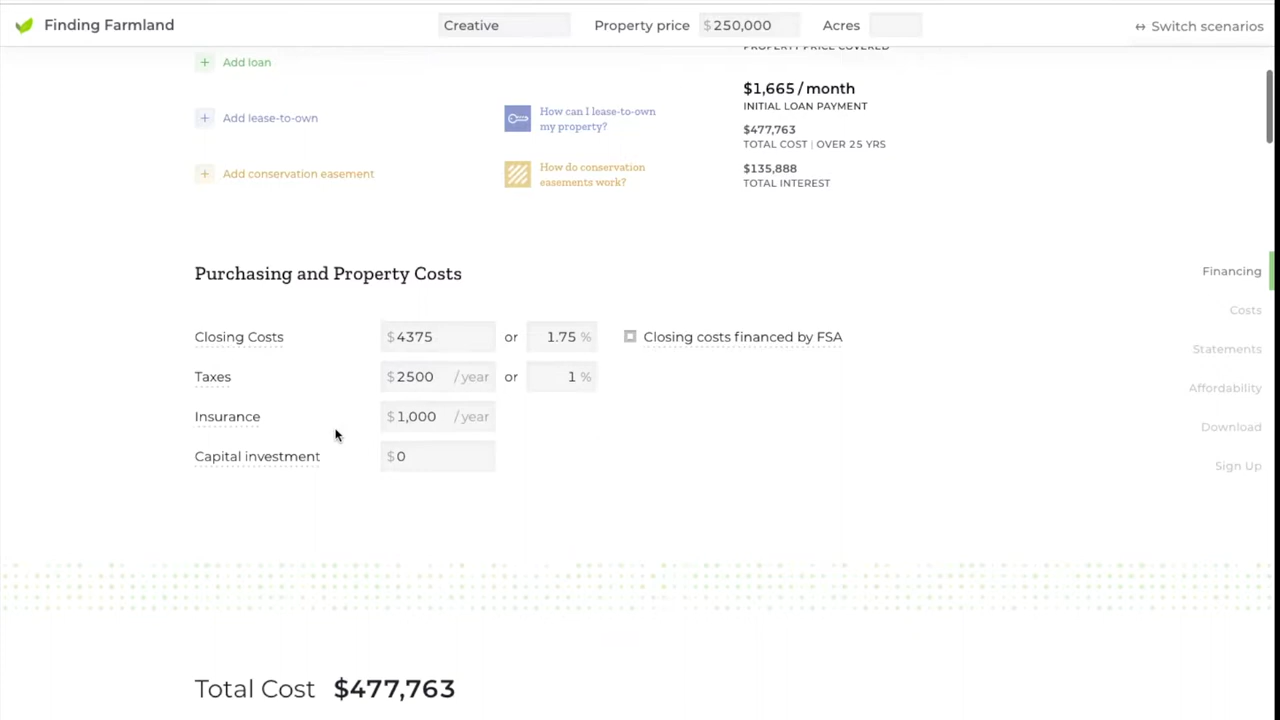 Finding Farmland
Creative
Property price $ 250,000
Acres
↔ Switch scenarios
PROPERTY PRICE COVERED
+ Add loan
$1,665 / month
INITIAL LOAN PAYMENT
+ Add lease-to-own
How can I lease-to-own
my property?
$477,763
TOTAL COST | OVER 25 YRS
+ Add conservation easement
How do conservation
easements work?
$135,888
TOTAL INTEREST
Purchasing and Property Costs
Financing
Costs
Statements
Affordability
Download
Sign Up
Closing Costs $ 4375 or 1.75 % Closing costs financed by FSA
Taxes $ 2500 / year or 1 %
Insurance $ 1,000 / year
Capital investment $ 0
Total Cost $477,763